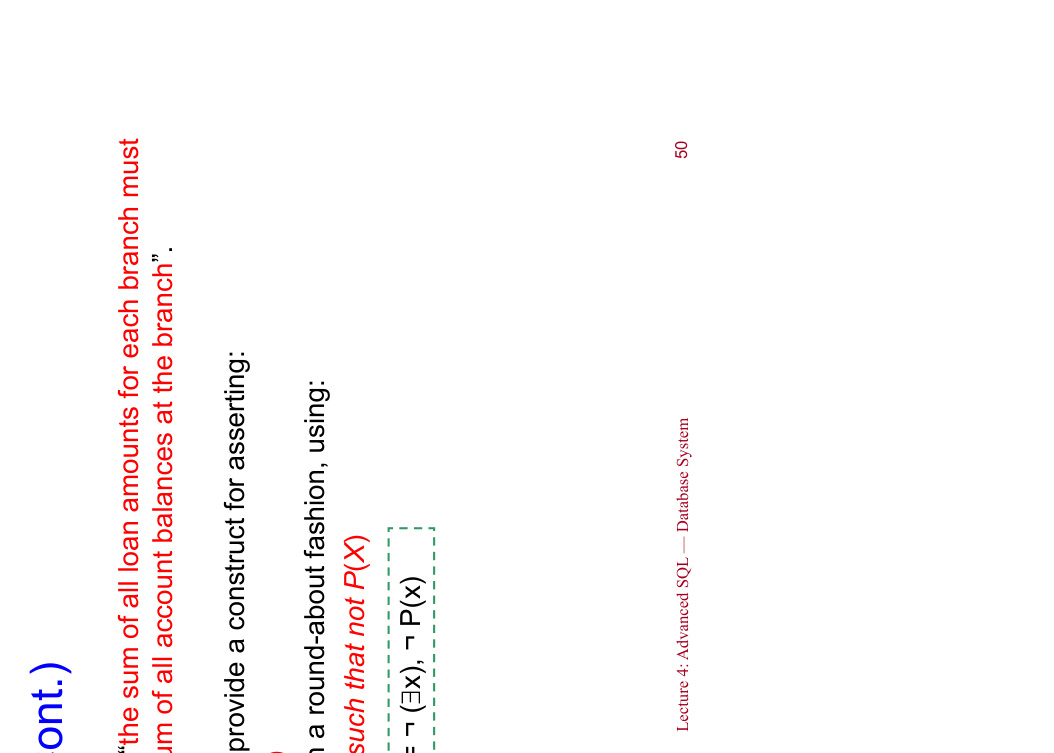 ont.)
“the sum of all loan amounts for each branch must
um of all account balances at the branch”.
provide a construct for asserting:
)
n a round-about fashion, using:
such that not P(X)
= ¬ (∃x), ¬ P(x)
Lecture 4: Advanced SQL — Database System
50